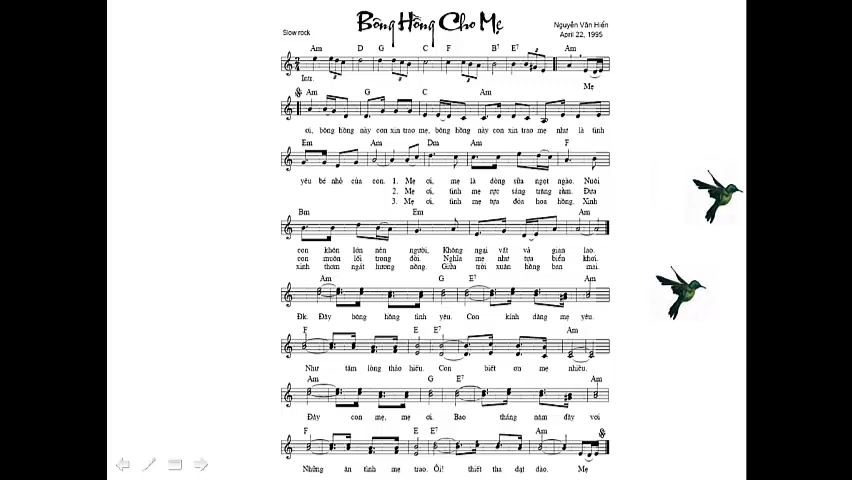 Bông Hồng Cho Mẹ
Nguyễn Văn Hiển
April 22, 1995
Slow rock
Am D G C F B7 E7 Am
Intr. Mẹ
Am G C Am
ơi, bông hồng này con xin trao mẹ, bông hồng này con xin trao mẹ như là tình
Em Am Dm Am F
yêu bé nhỏ của con. 1. Mẹ ơi, mẹ là dòng sữa ngọt ngào. Nuôi
2. Mẹ ơi, tình mẹ rực sáng trăng rằm. Đưa
3. Mẹ ơi, tình mẹ tựa đóa hoa hồng. Xinh
Bm Em Am
con khôn lớn nên người, Không ngại vất vả gian lao.
con muôn lối trong đời. Nghĩa mẹ như tựa biển khơi.
xinh thơm ngát hương nồng. Giữa trời xuân hồng ban mai.
Am G E7 Am
Đk. Đây bông hồng tình yêu. Con kính dâng mẹ yêu.
F E E7 Am
Như tấm lòng thảo hiếu. Con biết ơn mẹ nhiều.
Am G E7 Am
Đây con mẹ, mẹ ơi. Bao tháng năm đầy vơi
F E E7 Am
Những ân tình mẹ trao. Ôi! thiết tha dạt dào. Mẹ